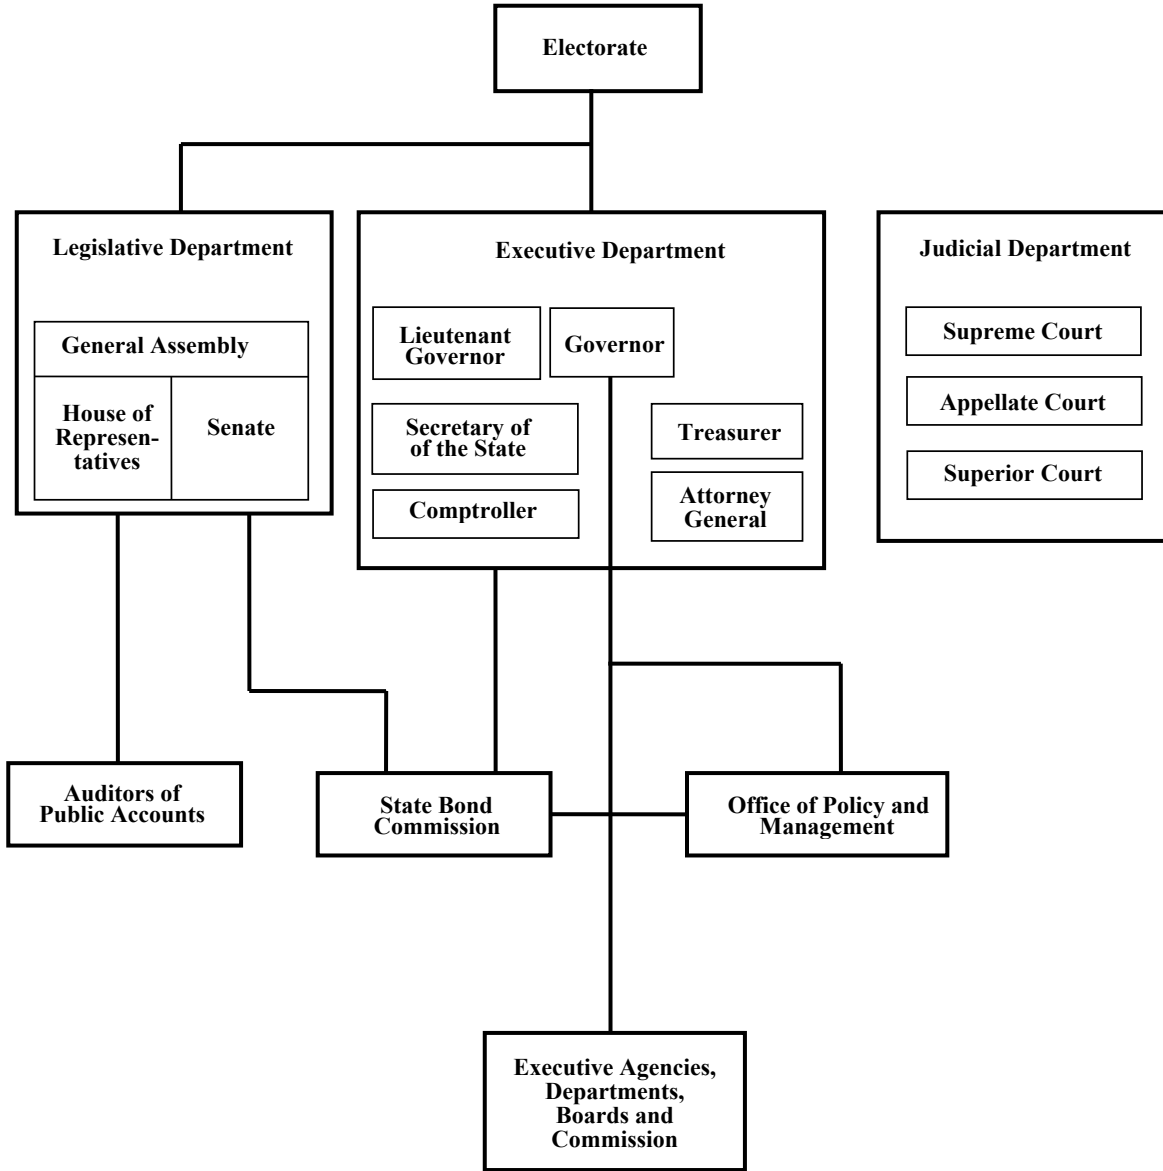 Electorate
Legislative Department
General Assembly
House of
Represen-
tatives
Senate
Executive Department
Lieutenant
Governor
Governor
Secretary of
of the State
Treasurer
Comptroller
Attorney
General
Judicial Department
Supreme Court
Appellate Court
Superior Court
Auditors of
Public Accounts
State Bond
Commission
Office of Policy and
Management
Executive Agencies,
Departments,
Boards and
Commission